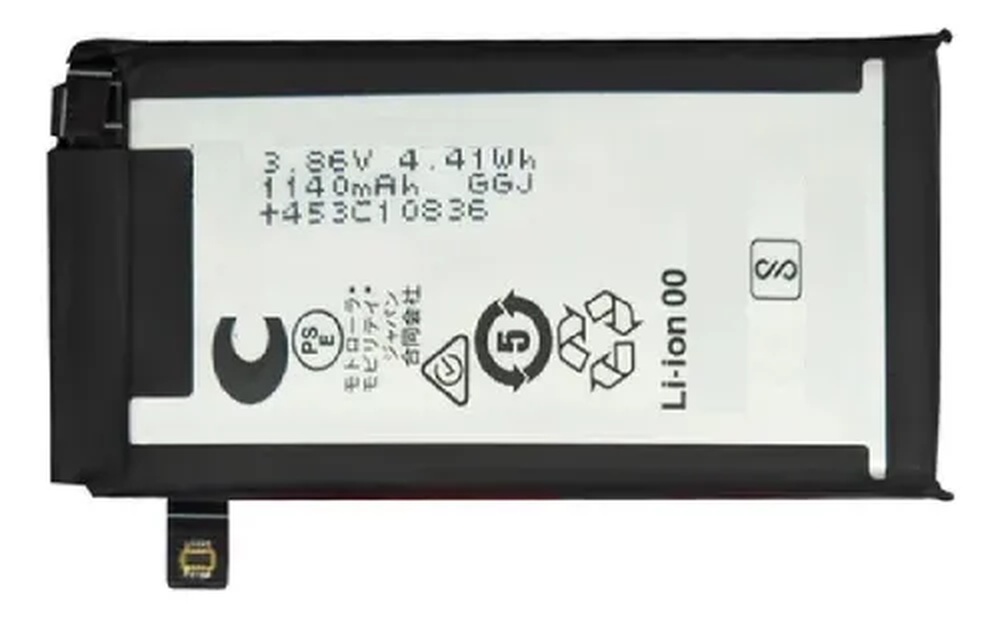 3.86V 4.41Wh
1140mAh GGJ
+453C10836
PS
E
モトローラ・
モビリティ・
ジャパン
合同会社
5
Li-ion 00